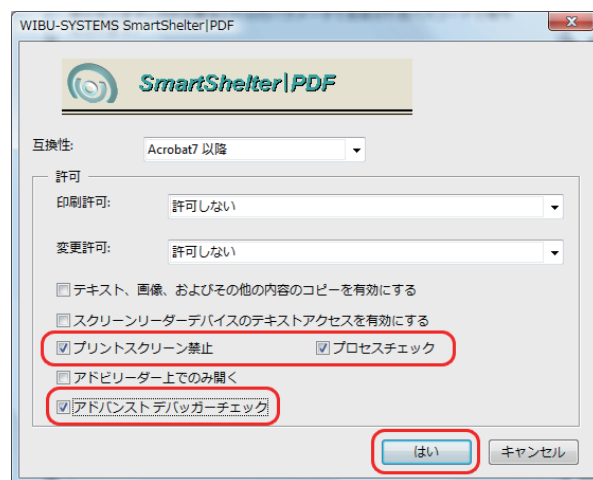 WIBU-SYSTEMS SmartShelter|PDF
SmartShelter|PDF
互換性: Acrobat7 以降
許可
印刷許可: 許可しない
変更許可: 許可しない
テキスト、画像、およびその他の内容のコピーを有効にする
スクリーンリーダーデバイスのテキストアクセスを有効にする
プリントスクリーン禁止 プロセスチェック
アドビリーダー上でのみ開く
アドバンストデバッガーチェック
はい キャンセル